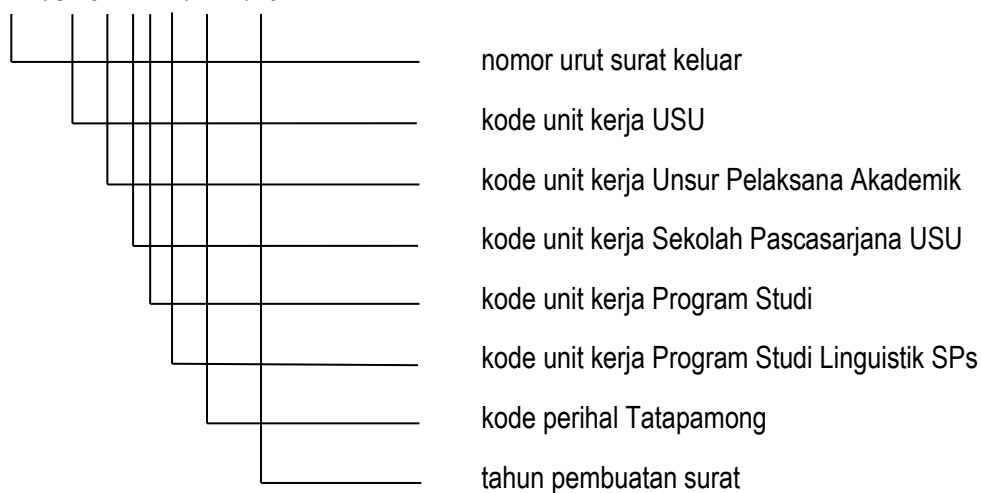 nomor urut surat keluar
kode unit kerja USU
kode unit kerja Unsur Pelaksana Akademik
kode unit kerja Sekolah Pascasarjana USU
kode unit kerja Program Studi
kode unit kerja Program Studi Linguistik SPs
kode perihal Tatapamong
tahun pembuatan surat